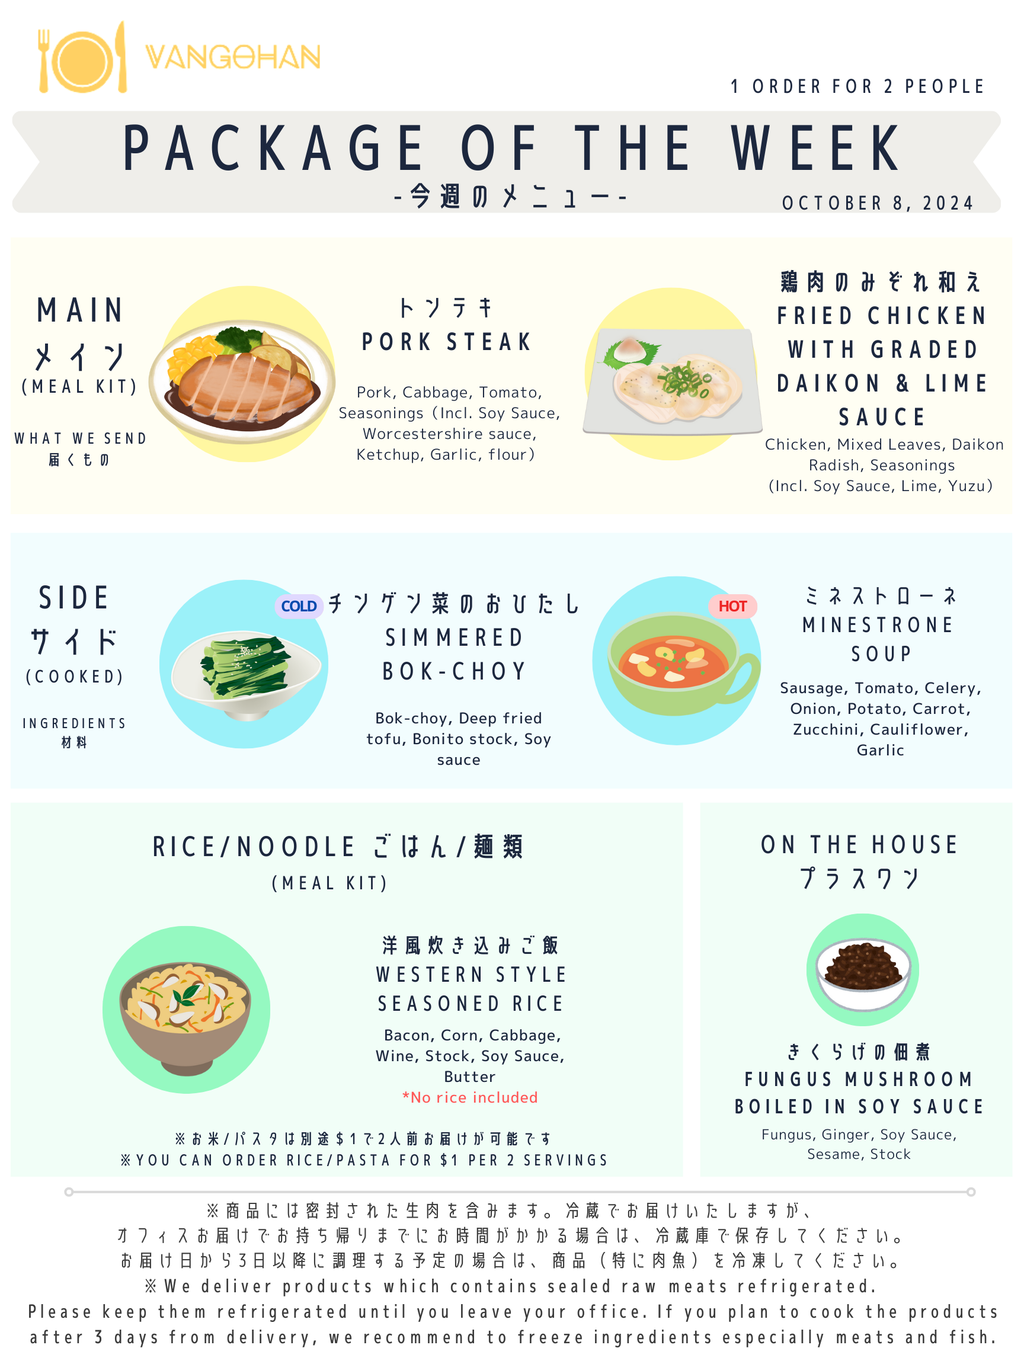 VANGOHAN
1 ORDER FOR 2 PEOPLE
PACKAGE OF THE WEEK
-今週のメニュー-
OCTOBER 8, 2024
MAIN
メイン
(MEAL KIT)
WHAT WE SEND
届くもの
トンテキ
PORK STEAK
Pork, Cabbage, Tomato,
Seasonings (Incl. Soy Sauce,
Worcestershire sauce,
Ketchup, Garlic, flour)
鶏肉のみぞれ和え
FRIED CHICKEN
WITH GRADED
DAIKON & LIME
SAUCE
Chicken, Mixed Leaves, Daikon
Radish, Seasonings
(Incl. Soy Sauce, Lime, Yuzu)
SIDE
サイド
(COOKED)
INGREDIENTS
材料
COLD
チンゲン菜のおひたし
SIMMERED
BOK-CHOY
Bok-choy, Deep fried
tofu, Bonito stock, Soy
sauce
HOT
ミネストローネ
MINESTRONE
SOUP
Sausage, Tomato, Celery,
Onion, Potato, Carrot,
Zucchini, Cauliflower,
Garlic
RICE/NOODLE ごはん/麺類
(MEAL KIT)
洋風炊き込みご飯
WESTERN STYLE
SEASONED RICE
Bacon, Corn, Cabbage,
Wine, Stock, Soy Sauce,
Butter
*No rice included
※お米/パスタは別途$1で2人前お届けが可能です
※YOU CAN ORDER RICE/PASTA FOR $1 PER 2 SERVINGS
ON THE HOUSE
プラスワン
きくらげの佃煮
FUNGUS MUSHROOM
BOILED IN SOY SAUCE
Fungus, Ginger, Soy Sauce,
Sesame, Stock
※商品には密封された生肉を含みます。冷蔵でお届けいたしますが、
オフィスお届けでお持ち帰りまでにお時間がかかる場合は、冷蔵庫で保存してください。
お届け日から3日以降に調理する予定の場合は、商品（特に肉魚）を冷凍してください。
※We deliver products which contains sealed raw meats refrigerated.
Please keep them refrigerated until you leave your office. If you plan to cook the products
after 3 days from delivery, we recommend to freeze ingredients especially meats and fish.